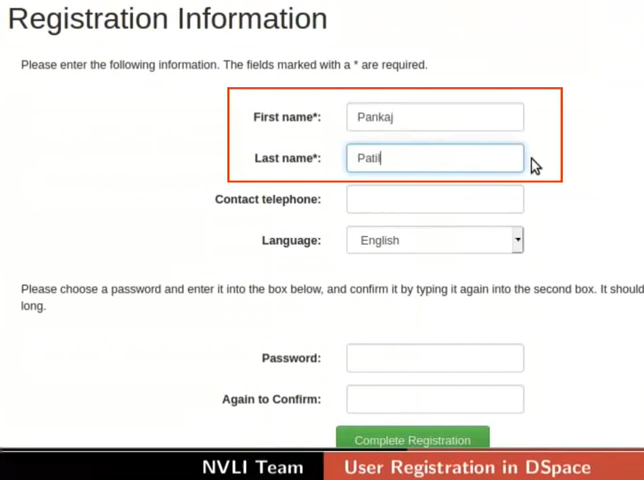 Registration Information
Please enter the following information. The fields marked with a * are required.
First name*: Pankaj
Last name*: Patil
Contact telephone:
Language: English
Please choose a password and enter it into the box below, and confirm it by typing it again into the second box. It should
long.
Password:
Again to Confirm:
Complete Registration
NVLI Team User Registration in DSpace